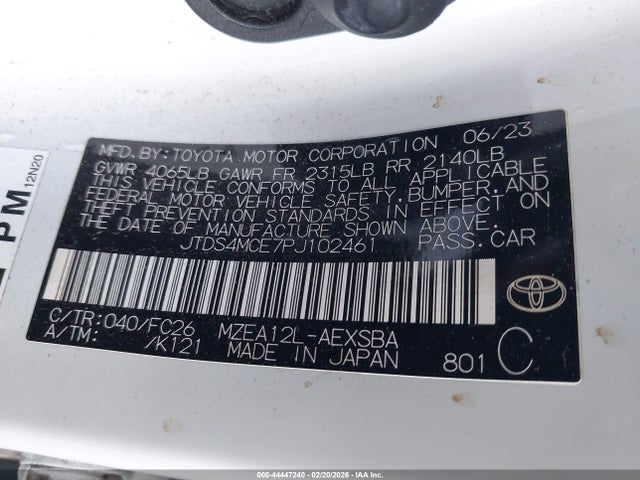 MFD. BY: TOYOTA MOTOR CORPORATION 06/23
GVWR 4065LB GAWR FR 2315LB RR 2140LB
THIS VEHICLE CONFORMS TO ALL APPLICABLE
FEDERAL MOTOR VEHICLE SAFETY, BUMPER, AND
THEFT PREVENTION STANDARDS IN EFFECT ON
THE DATE OF MANUFACTURE SHOWN ABOVE.
JTDS4MCE7PJ102461 PASS. CAR
C/TR: 040/FC26 MZEA12L-AEXSBA
A/TM: /K121 MADE IN JAPAN 801 C
PM
12N20
000-44447240 - 02/20/2026 - IAA, Inc.